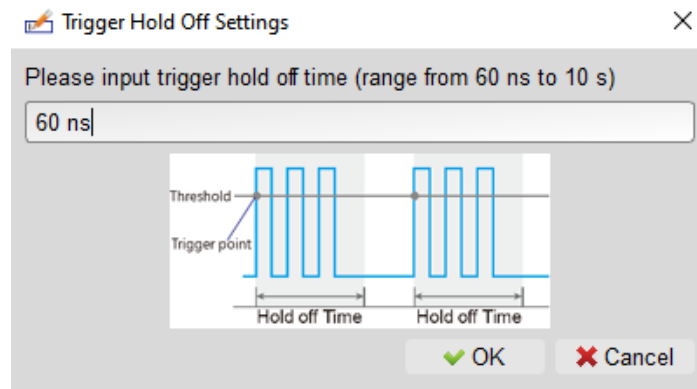 Trigger Hold Off Settings
Please input trigger hold off time (range from 60 ns to 10 s)
60 ns
Threshold
Trigger point
Hold off Time Hold off Time
OK Cancel